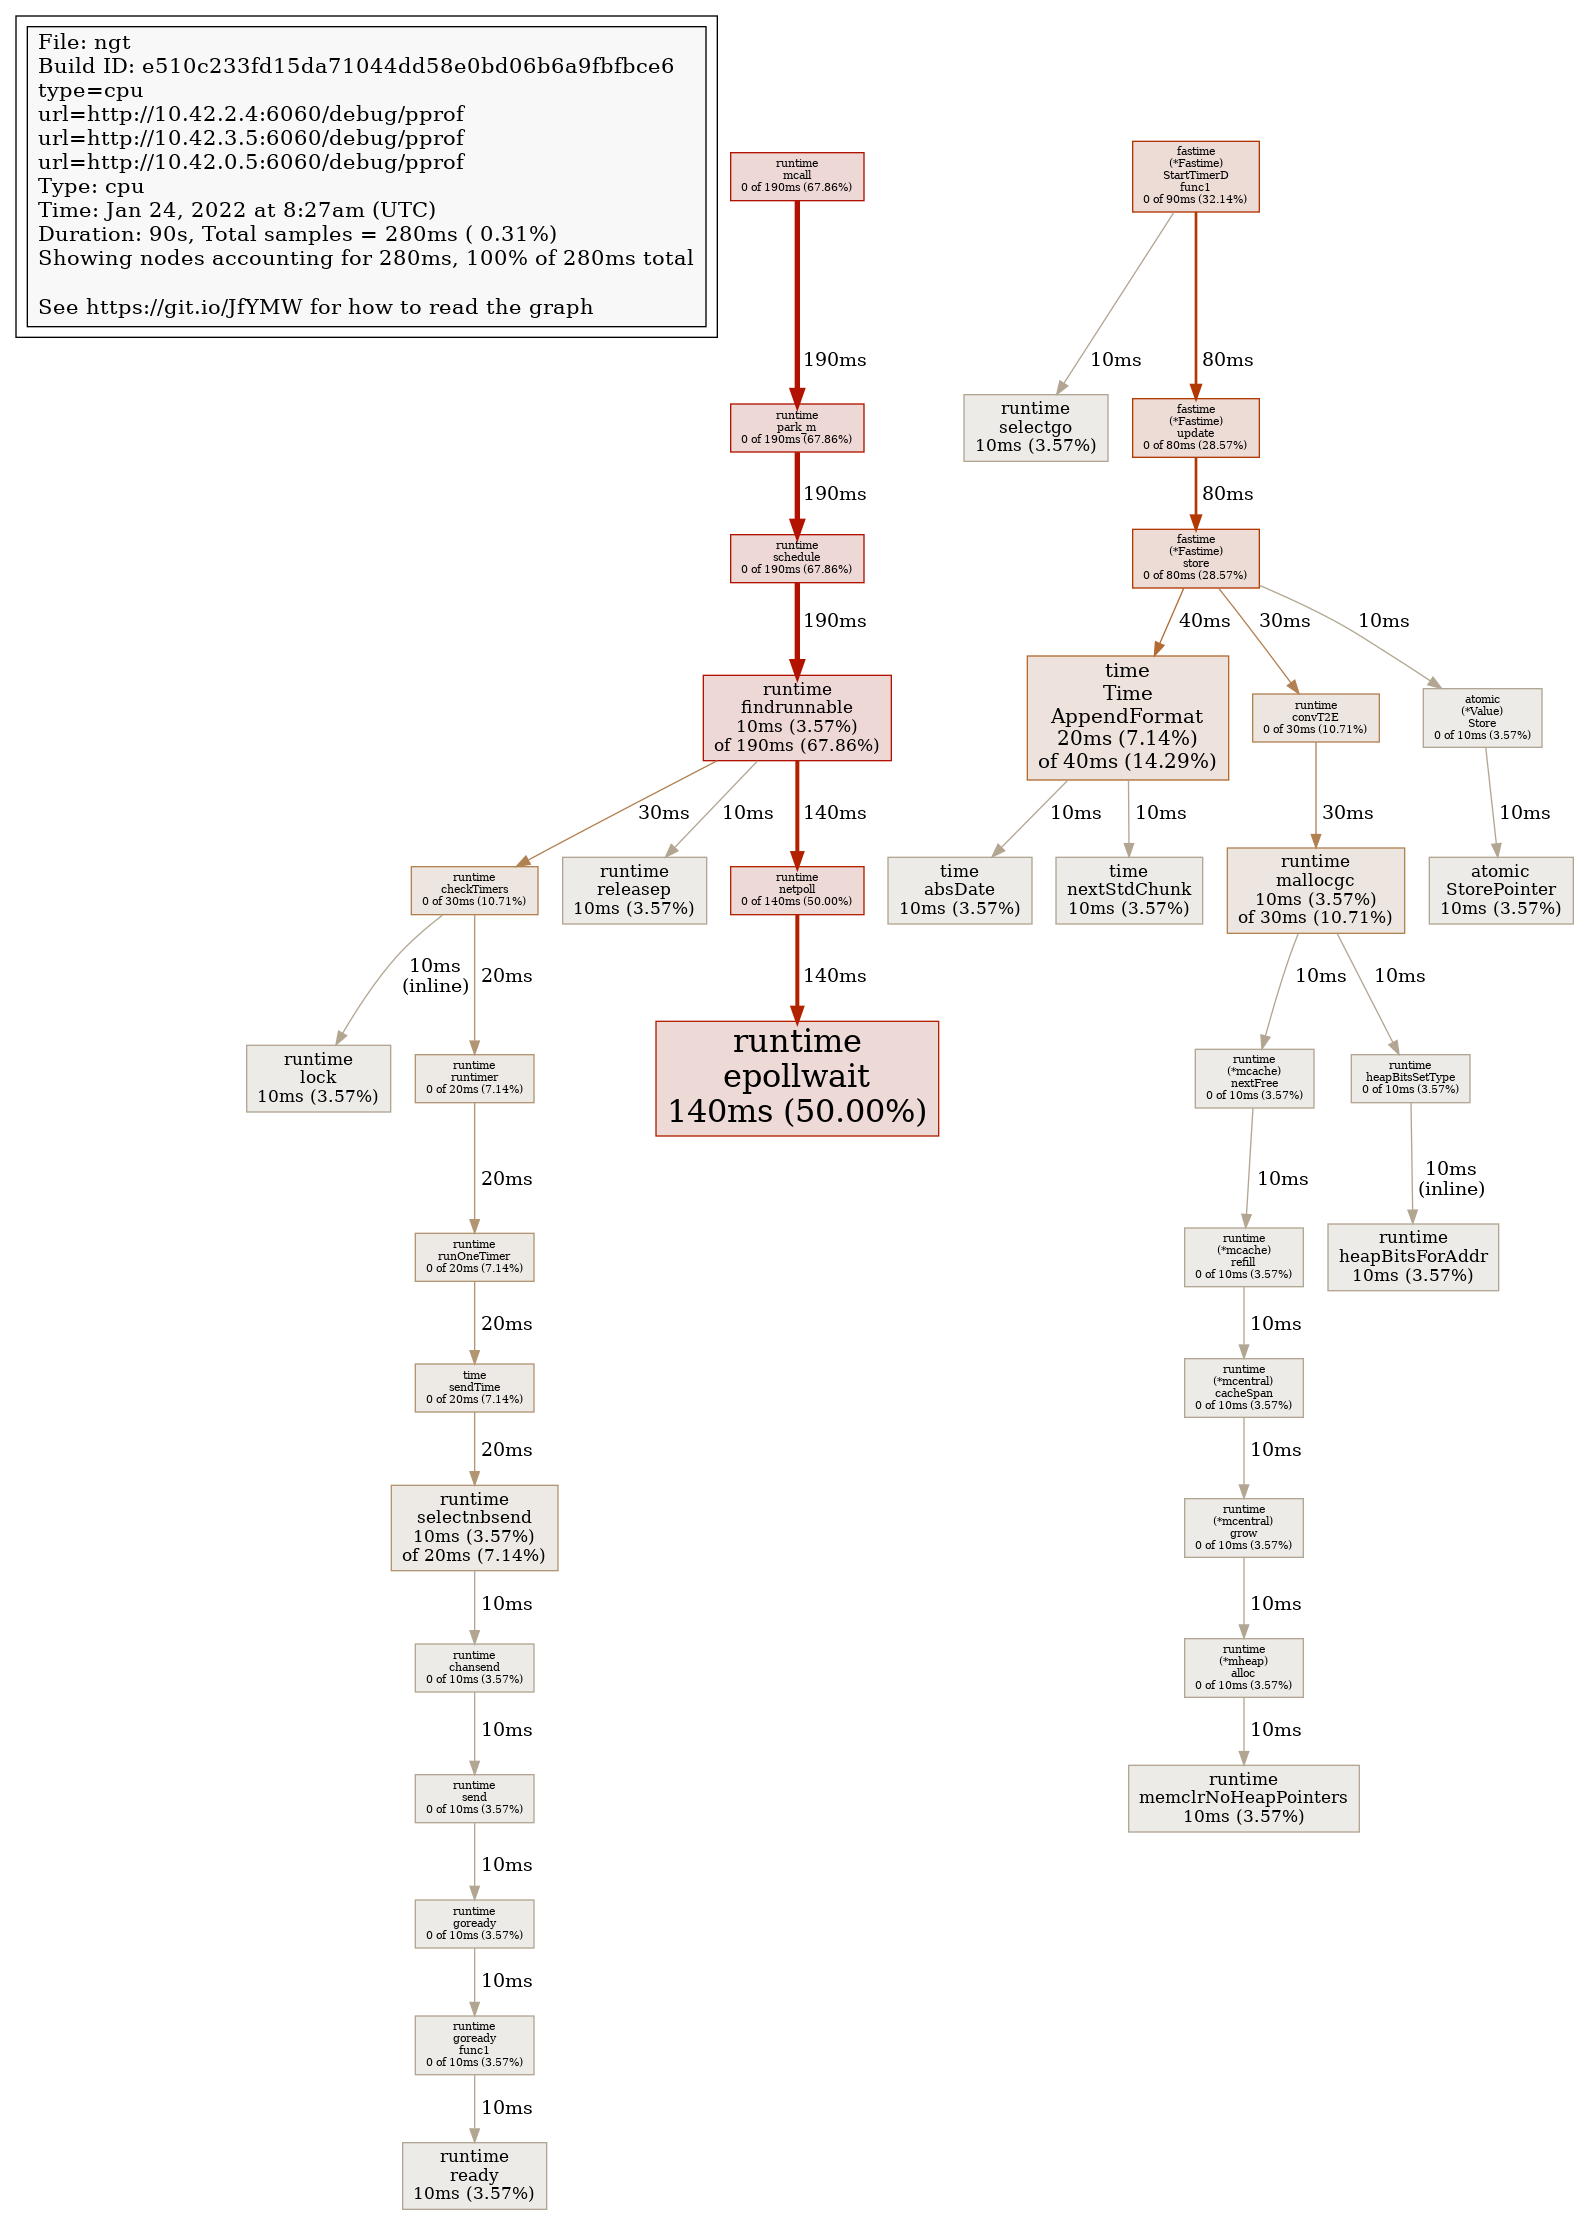 File: ngt
Build ID: e510c233fd15da71044dd58e0bd06b6a9fbfbce6
type=cpu
url=http://10.42.2.4:6060/debug/pprof
url=http://10.42.3.5:6060/debug/pprof
url=http://10.42.0.5:6060/debug/pprof
Type: cpu
Time: Jan 24, 2022 at 8:27am (UTC)
Duration: 90s, Total samples = 280ms ( 0.31%)
Showing nodes accounting for 280ms, 100% of 280ms total
See https://git.io/JfYMW for how to read the graph
runtime
mcall
0 of 190ms (67.86%)
190ms
runtime
park_m
0 of 190ms (67.86%)
190ms
runtime
schedule
0 of 190ms (67.86%)
190ms
runtime
findrunnable
10ms (3.57%)
of 190ms (67.86%)
30ms
10ms
140ms
runtime
checkTimers
0 of 30ms (10.71%)
runtime
releasep
10ms (3.57%)
runtime
netpoll
0 of 140ms (50.00%)
10ms
(inline)
20ms
140ms
runtime
lock
10ms (3.57%)
runtime
runtimer
0 of 20ms (7.14%)
runtime
epollwait
140ms (50.00%)
20ms
runtime
runOneTimer
0 of 20ms (7.14%)
20ms
time
sendTime
0 of 20ms (7.14%)
20ms
runtime
selectnbsend
10ms (3.57%)
of 20ms (7.14%)
10ms
runtime
chansend
0 of 10ms (3.57%)
10ms
runtime
send
0 of 10ms (3.57%)
10ms
runtime
goready
0 of 10ms (3.57%)
10ms
runtime
goready
func1
0 of 10ms (3.57%)
10ms
runtime
ready
10ms (3.57%)
fastime
(*Fastime)
StartTimerD
func1
0 of 90ms (32.14%)
10ms
80ms
runtime
selectgo
10ms (3.57%)
fastime
(*Fastime)
update
0 of 80ms (28.57%)
80ms
fastime
(*Fastime)
store
0 of 80ms (28.57%)
40ms
30ms
10ms
time
Time
AppendFormat
20ms (7.14%)
of 40ms (14.29%)
runtime
convT2E
0 of 30ms (10.71%)
atomic
(*Value)
Store
0 of 10ms (3.57%)
10ms
10ms
30ms
10ms
time
absDate
10ms (3.57%)
time
nextStdChunk
10ms (3.57%)
runtime
mallocgc
10ms (3.57%)
of 30ms (10.71%)
atomic
StorePointer
10ms (3.57%)
10ms
10ms
runtime
(*mcache)
nextFree
0 of 10ms (3.57%)
runtime
heapBitsSetType
0 of 10ms (3.57%)
10ms
10ms
(inline)
runtime
(*mcache)
refill
0 of 10ms (3.57%)
runtime
heapBitsForAddr
10ms (3.57%)
10ms
runtime
(*mcentral)
cacheSpan
0 of 10ms (3.57%)
10ms
runtime
(*mcentral)
grow
0 of 10ms (3.57%)
10ms
runtime
(*mheap)
alloc
0 of 10ms (3.57%)
10ms
runtime
memclrNoHeapPointers
10ms (3.57%)